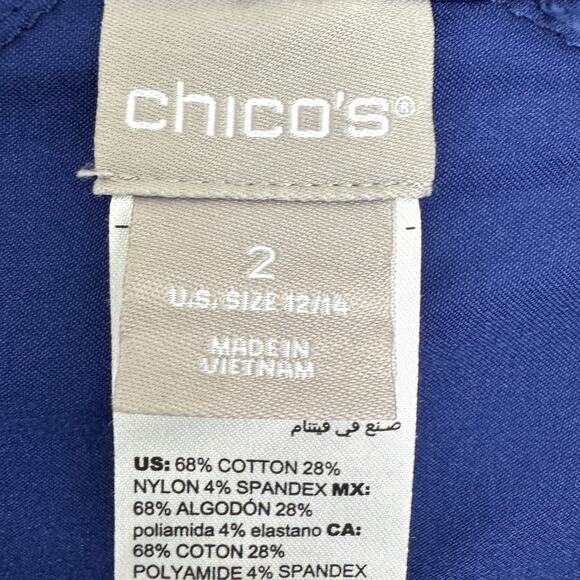 chico's®
2
U.S. SIZE 12/14
MADE IN
VIETNAM
صنع في فيتنام
US: 68% COTTON 28%
NYLON 4% SPANDEX MX:
68% ALGODÓN 28%
poliamida 4% elastano CA:
68% COTON 28%
POLYAMIDE 4% SPANDEX